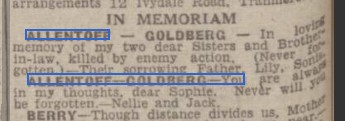 arrangements 12 Ivydale Road, Tranmere
IN MEMORIAM
ALLENTOFF — GOLDBERG — In loving
memory of my two dear Sisters and Brother-
in-law, killed by enemy action. (Never for-
gotten.)—Their sorrowing Father, Lily, Sonia
ALLENTOFF—GOLDBERG—You are always
in my thoughts, dear Sophie. Never will you
be forgotten.—Nellie and Jack.
BERRY—Though distance divides us, Mother